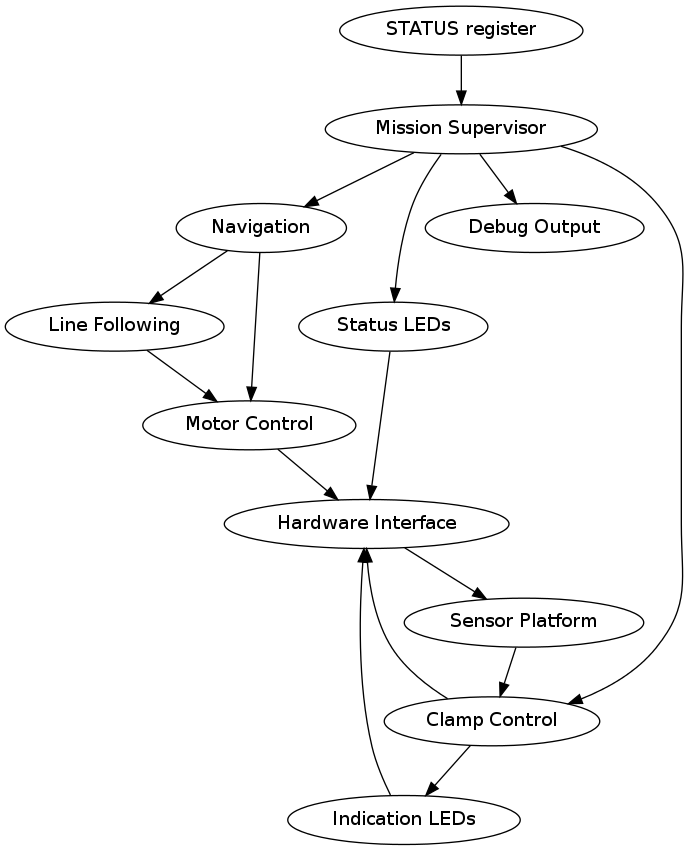 STATUS register
Mission Supervisor
Navigation
Debug Output
Line Following
Status LEDs
Motor Control
Hardware Interface
Sensor Platform
Clamp Control
Indication LEDs